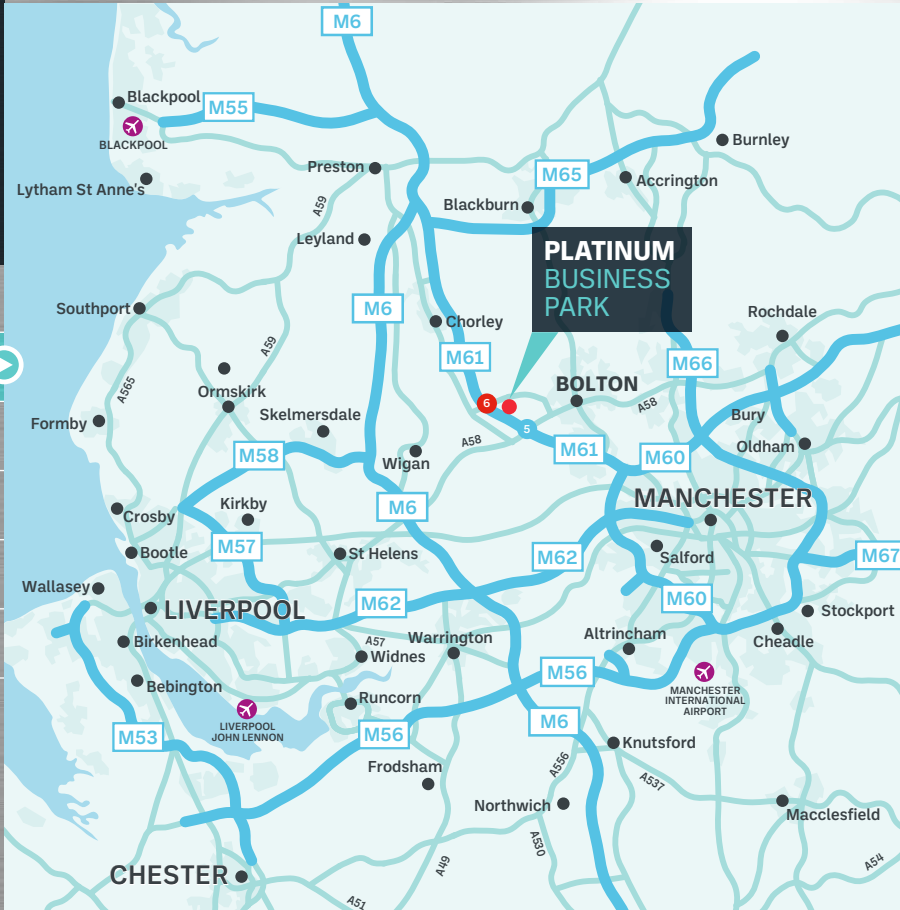 M6
Blackpool
M55
BLACKPOOL
Burnley
Preston
M65
Accrington
Lytham St Anne's
A59
Blackburn
Leyland
PLATINUM
BUSINESS
PARK
Southport
M6
Chorley
Rochdale
A59
M61
M66
A565
Ormskirk
BOLTON
6
A58
Formby
Skelmersdale
Bury
5
A58
Oldham
M58
Wigan
M61
M60
Kirkby
M6
MANCHESTER
Crosby
M57
Bootle
St Helens
M62
Salford
M67
Wallasey
LIVERPOOL
M62
M60
Stockport
Birkenhead
A57
Warrington
Altrincham
Cheadle
Widnes
M56
Bebington
MANCHESTER
INTERNATIONAL
AIRPORT
Runcorn
LIVERPOOL
JOHN LENNON
M53
M56
M6
Knutsford
Frodsham
A556
A537
Northwich
Macclesfield
A530
A49
A54
CHESTER
A51